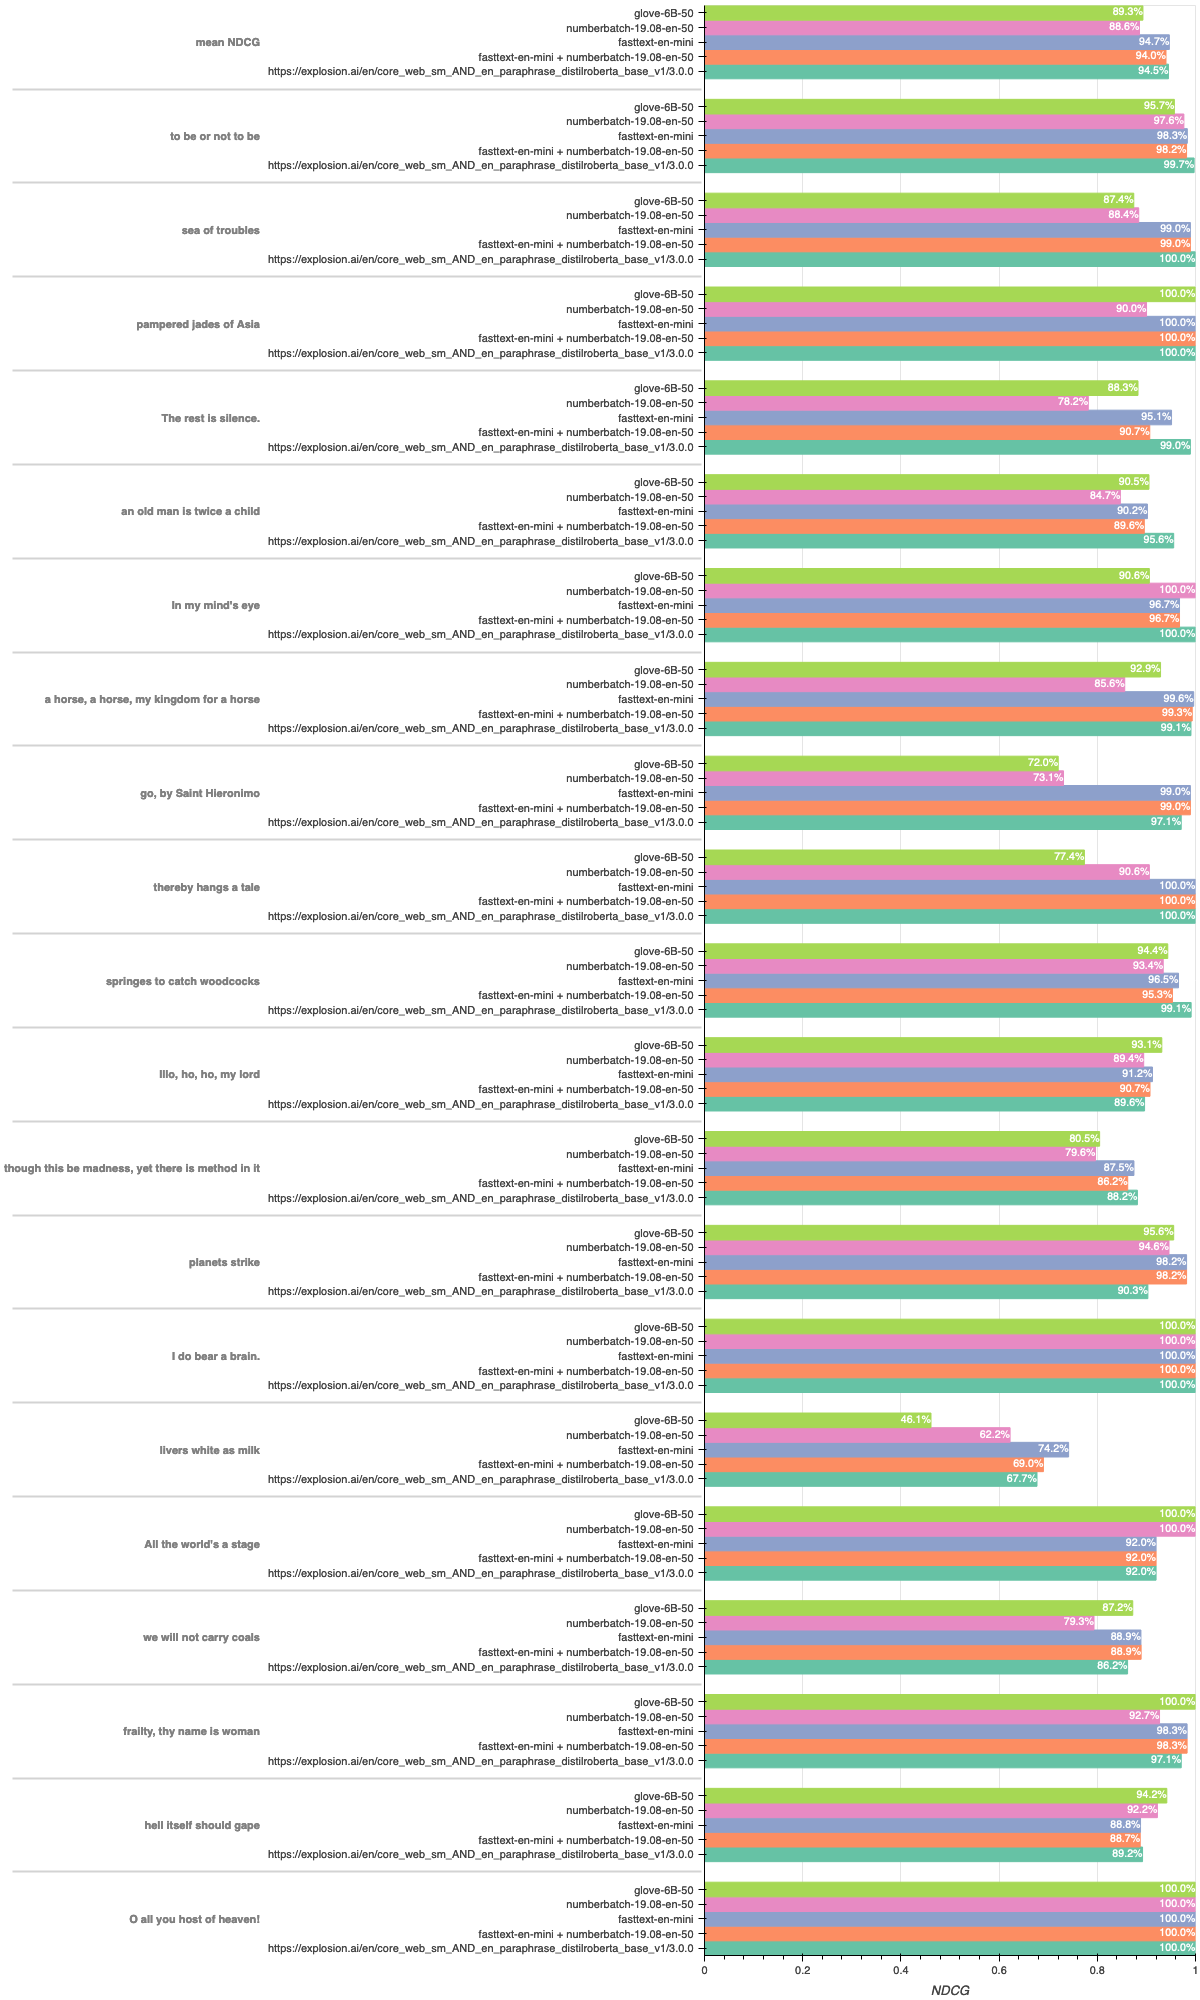 glove-6B-50 89.3%
numberbatch-19.08-en-50 88.6%
mean NDCG fasttext-en-mini 94.7%
fasttext-en-mini + numberbatch-19.08-en-50 94.0%
https://explosion.ai/en/core_web_sm_AND_en_paraphrase_distilroberta_base_v1/3.0.0 94.5%
glove-6B-50 95.7%
numberbatch-19.08-en-50 97.6%
to be or not to be fasttext-en-mini 98.3%
fasttext-en-mini + numberbatch-19.08-en-50 98.2%
https://explosion.ai/en/core_web_sm_AND_en_paraphrase_distilroberta_base_v1/3.0.0 99.7%
glove-6B-50 87.4%
numberbatch-19.08-en-50 88.4%
sea of troubles fasttext-en-mini 99.0%
fasttext-en-mini + numberbatch-19.08-en-50 99.0%
https://explosion.ai/en/core_web_sm_AND_en_paraphrase_distilroberta_base_v1/3.0.0 100.0%
glove-6B-50 100.0%
numberbatch-19.08-en-50 90.0%
pampered jades of Asia fasttext-en-mini 100.0%
fasttext-en-mini + numberbatch-19.08-en-50 100.0%
https://explosion.ai/en/core_web_sm_AND_en_paraphrase_distilroberta_base_v1/3.0.0 100.0%
glove-6B-50 88.3%
numberbatch-19.08-en-50 78.2%
The rest is silence. fasttext-en-mini 95.1%
fasttext-en-mini + numberbatch-19.08-en-50 90.7%
https://explosion.ai/en/core_web_sm_AND_en_paraphrase_distilroberta_base_v1/3.0.0 99.0%
glove-6B-50 90.5%
numberbatch-19.08-en-50 84.7%
an old man is twice a child fasttext-en-mini 90.2%
fasttext-en-mini + numberbatch-19.08-en-50 89.6%
https://explosion.ai/en/core_web_sm_AND_en_paraphrase_distilroberta_base_v1/3.0.0 95.6%
glove-6B-50 90.6%
numberbatch-19.08-en-50 100.0%
In my mind's eye fasttext-en-mini 96.7%
fasttext-en-mini + numberbatch-19.08-en-50 96.7%
https://explosion.ai/en/core_web_sm_AND_en_paraphrase_distilroberta_base_v1/3.0.0 100.0%
glove-6B-50 92.9%
numberbatch-19.08-en-50 85.6%
a horse, a horse, my kingdom for a horse fasttext-en-mini 99.6%
fasttext-en-mini + numberbatch-19.08-en-50 99.3%
https://explosion.ai/en/core_web_sm_AND_en_paraphrase_distilroberta_base_v1/3.0.0 99.1%
glove-6B-50 72.0%
numberbatch-19.08-en-50 73.1%
go, by Saint Hieronimo fasttext-en-mini 99.0%
fasttext-en-mini + numberbatch-19.08-en-50 99.0%
https://explosion.ai/en/core_web_sm_AND_en_paraphrase_distilroberta_base_v1/3.0.0 97.1%
glove-6B-50 77.4%
numberbatch-19.08-en-50 90.6%
thereby hangs a tale fasttext-en-mini 100.0%
fasttext-en-mini + numberbatch-19.08-en-50 100.0%
https://explosion.ai/en/core_web_sm_AND_en_paraphrase_distilroberta_base_v1/3.0.0 100.0%
glove-6B-50 94.4%
numberbatch-19.08-en-50 93.4%
springes to catch woodcocks fasttext-en-mini 96.5%
fasttext-en-mini + numberbatch-19.08-en-50 95.3%
https://explosion.ai/en/core_web_sm_AND_en_paraphrase_distilroberta_base_v1/3.0.0 99.1%
glove-6B-50 93.1%
numberbatch-19.08-en-50 89.4%
Illo, ho, ho, my lord fasttext-en-mini 91.2%
fasttext-en-mini + numberbatch-19.08-en-50 90.7%
https://explosion.ai/en/core_web_sm_AND_en_paraphrase_distilroberta_base_v1/3.0.0 89.6%
glove-6B-50 80.5%
numberbatch-19.08-en-50 79.6%
though this be madness, yet there is method in it fasttext-en-mini 87.5%
fasttext-en-mini + numberbatch-19.08-en-50 86.2%
https://explosion.ai/en/core_web_sm_AND_en_paraphrase_distilroberta_base_v1/3.0.0 88.2%
glove-6B-50 95.6%
numberbatch-19.08-en-50 94.6%
planets strike fasttext-en-mini 98.2%
fasttext-en-mini + numberbatch-19.08-en-50 98.2%
https://explosion.ai/en/core_web_sm_AND_en_paraphrase_distilroberta_base_v1/3.0.0 90.3%
glove-6B-50 100.0%
numberbatch-19.08-en-50 100.0%
I do bear a brain. fasttext-en-mini 100.0%
fasttext-en-mini + numberbatch-19.08-en-50 100.0%
https://explosion.ai/en/core_web_sm_AND_en_paraphrase_distilroberta_base_v1/3.0.0 100.0%
glove-6B-50 46.1%
numberbatch-19.08-en-50 62.2%
livers white as milk fasttext-en-mini 74.2%
fasttext-en-mini + numberbatch-19.08-en-50 69.0%
https://explosion.ai/en/core_web_sm_AND_en_paraphrase_distilroberta_base_v1/3.0.0 67.7%
glove-6B-50 100.0%
numberbatch-19.08-en-50 100.0%
All the world's a stage fasttext-en-mini 92.0%
fasttext-en-mini + numberbatch-19.08-en-50 92.0%
https://explosion.ai/en/core_web_sm_AND_en_paraphrase_distilroberta_base_v1/3.0.0 92.0%
glove-6B-50 87.2%
numberbatch-19.08-en-50 79.3%
we will not carry coals fasttext-en-mini 88.9%
fasttext-en-mini + numberbatch-19.08-en-50 88.9%
https://explosion.ai/en/core_web_sm_AND_en_paraphrase_distilroberta_base_v1/3.0.0 86.2%
glove-6B-50 100.0%
numberbatch-19.08-en-50 92.7%
frailty, thy name is woman fasttext-en-mini 98.3%
fasttext-en-mini + numberbatch-19.08-en-50 98.3%
https://explosion.ai/en/core_web_sm_AND_en_paraphrase_distilroberta_base_v1/3.0.0 97.1%
glove-6B-50 94.2%
numberbatch-19.08-en-50 92.2%
hell itself should gape fasttext-en-mini 88.8%
fasttext-en-mini + numberbatch-19.08-en-50 88.7%
https://explosion.ai/en/core_web_sm_AND_en_paraphrase_distilroberta_base_v1/3.0.0 89.2%
glove-6B-50 100.0%
numberbatch-19.08-en-50 100.0%
O all you host of heaven! fasttext-en-mini 100.0%
fasttext-en-mini + numberbatch-19.08-en-50 100.0%
https://explosion.ai/en/core_web_sm_AND_en_paraphrase_distilroberta_base_v1/3.0.0 100.0%
0 0.2 0.4 0.6 0.8 1
NDCG